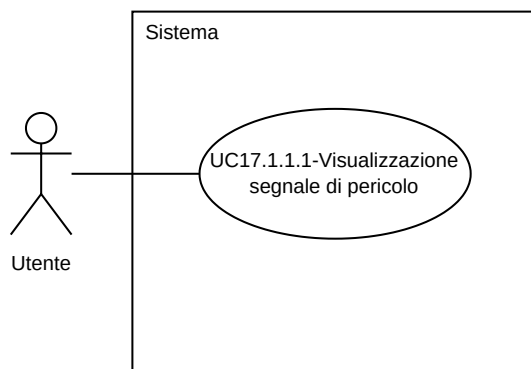 Sistema
UC17.1.1.1-Visualizzazione
segnale di pericolo
Utente